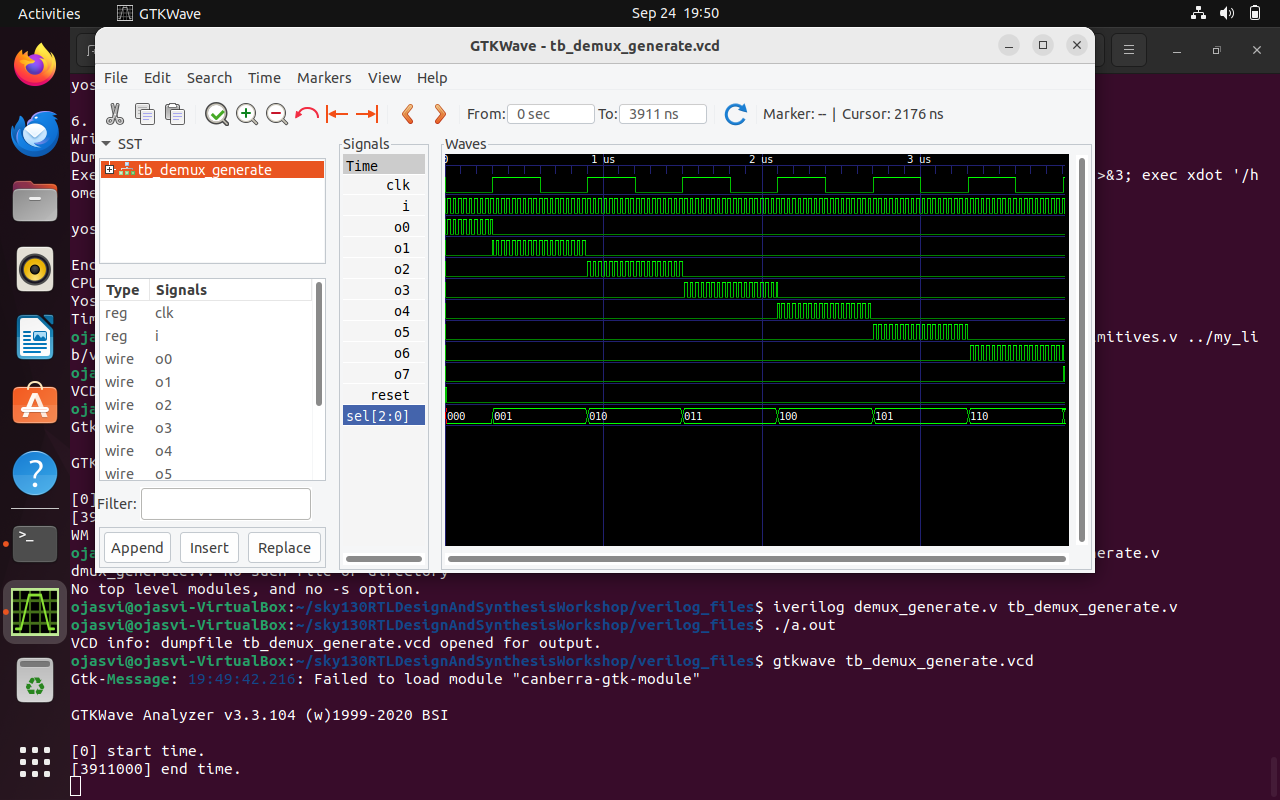 Activities GTKWave Sep 24 19:50
GTKWave - tb_demux_generate.vcd
File Edit Search Time Markers View Help
From: 0 sec To: 3911 ns Marker: -- | Cursor: 2176 ns
SST
tb_demux_generate
Type Signals
reg clk
reg i
wire o0
wire o1
wire o2
wire o3
wire o4
wire o5
Filter:
Append Insert Replace
Signals
Time
clk
i
o0
o1
o2
o3
o4
o5
o6
o7
reset
sel[2:0]
Waves
0 1 us 2 us 3 us
000 001 010 011 100 101 110
yos
6.
Wri
Dum
Exe >&3; exec xdot '/h
ome
yos
Enc
CPU
Yos
Tim
oja mitives.v ../my_li
b/v
oja
VCD
oja
Gtk
GTK
[0]
[39
WM
oja erate.v
No top level modules, and no -s option.
ojasvi@ojasvi-VirtualBox:~/sky130RTLDesignAndSynthesisWorkshop/verilog_files$ iverilog demux_generate.v tb_demux_generate.v
ojasvi@ojasvi-VirtualBox:~/sky130RTLDesignAndSynthesisWorkshop/verilog_files$ ./a.out
VCD info: dumpfile tb_demux_generate.vcd opened for output.
ojasvi@ojasvi-VirtualBox:~/sky130RTLDesignAndSynthesisWorkshop/verilog_files$ gtkwave tb_demux_generate.vcd
Gtk-Message: 19:49:42.216: Failed to load module "canberra-gtk-module"
GTKWave Analyzer v3.3.104 (w)1999-2020 BSI
[0] start time.
[3911000] end time.